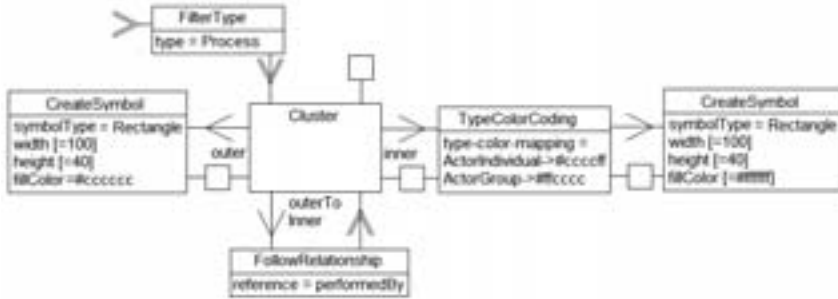 FilterType
type = Process
CreateSymbol
symbolType = Rectangle
width [=100]
height [=40]
fillColor =#cccccc
outer
Cluster
inner
TypeColorCoding
type-color-mapping =
ActorIndividual->#ccccff
ActorGroup->#ffcccc
CreateSymbol
symbolType = Rectangle
width [=100]
height [=40]
fillColor [=#ffffff]
outerTo
Inner
FollowRelationship
reference = performedBy